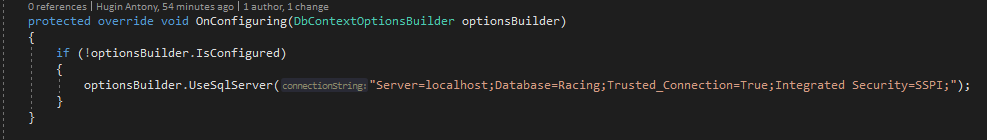 0 references | Hugin Antony, 54 minutes ago | 1 author, 1 change
protected override void OnConfiguring(DbContextOptionsBuilder optionsBuilder)
{
if (!optionsBuilder.IsConfigured)
{
optionsBuilder.UseSqlServer(connectionString:"Server=localhost;Database=Racing;Trusted_Connection=True;Integrated Security=SSPI;");
}
}